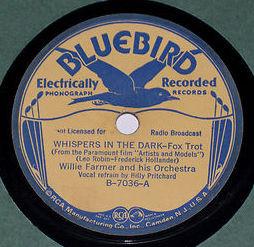 BLUEBIRD
Electrically Recorded
PHONOGRAPH RECORDS
Licensed for Radio Broadcast
WHISPERS IN THE DARK-Fox Trot
(From the Paramount film "Artists and Models")
(Leo Robin-Frederick Hollander)
Willie Farmer and his Orchestra
Vocal refrain by Billy Pritchard
B-7036-A
RCA
©RCA Manufacturing Co., Inc. Camden, N.J. U.S.A.